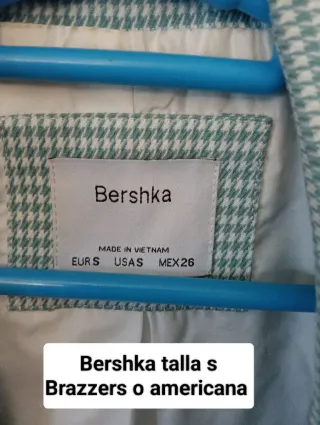 Bershka
MADE IN VIETNAM
EUR S USA S MEX 26
Bershka talla s
Brazzers o americana